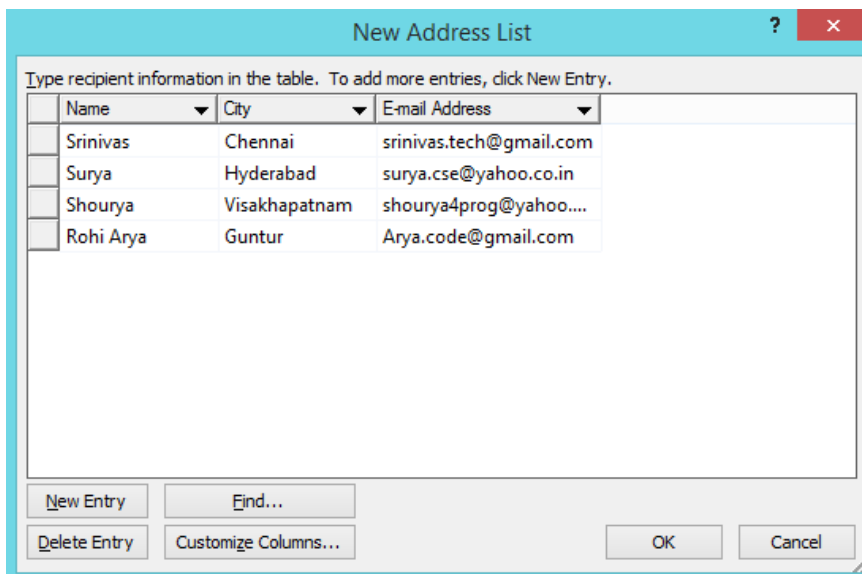 New Address List
?
Type recipient information in the table. To add more entries, click New Entry.
Name City E-mail Address
Srinivas Chennai srinivas.tech@gmail.com
Surya Hyderabad surya.cse@yahoo.co.in
Shourya Visakhapatnam shourya4prog@yahoo....
Rohi Arya Guntur Arya.code@gmail.com
New Entry Find...
Delete Entry Customize Columns... OK Cancel